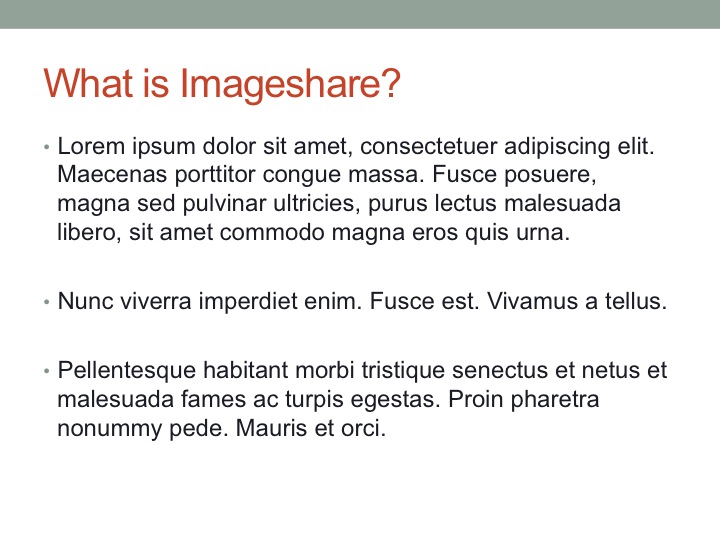 What is Imageshare?
• Lorem ipsum dolor sit amet, consectetuer adipiscing elit.
Maecenas porttitor congue massa. Fusce posuere,
magna sed pulvinar ultricies, purus lectus malesuada
libero, sit amet commodo magna eros quis urna.
• Nunc viverra imperdiet enim. Fusce est. Vivamus a tellus.
• Pellentesque habitant morbi tristique senectus et netus et
malesuada fames ac turpis egestas. Proin pharetra
nonummy pede. Mauris et orci.